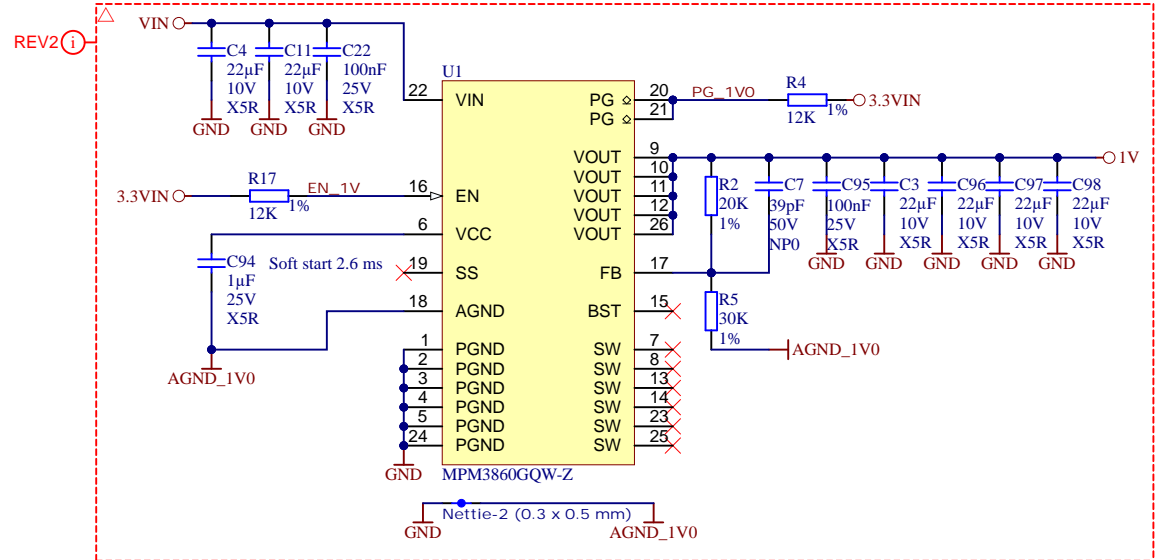 REV2
i
VIN
C4
22µF
10V
X5R
GND
C11
22µF
10V
X5R
GND
C22
100nF
25V
X5R
GND
U1
22 VIN
PG 20
PG 21
PG_1V0
R4
12K
1%
3.3VIN
VOUT 9
VOUT 10
VOUT 11
VOUT 12
VOUT 26
1V
R2
20K
1%
C7
39pF
50V
NP0
C95
100nF
25V
X5R
GND
C3
22µF
10V
X5R
GND
C96
22µF
10V
X5R
GND
C97
22µF
10V
X5R
GND
C98
22µF
10V
X5R
GND
3.3VIN
R17
12K
1%
EN_1V
16 EN
6 VCC
C94
1µF
25V
X5R
Soft start 2.6 ms
19 SS
18 AGND
AGND_1V0
FB 17
R5
30K
1%
AGND_1V0
BST 15
1 PGND
2 PGND
3 PGND
4 PGND
5 PGND
24 PGND
GND
SW 7
SW 8
SW 13
SW 14
SW 23
SW 25
MPM3860GQW-Z
Nettie-2 (0.3 x 0.5 mm)
GND
AGND_1V0